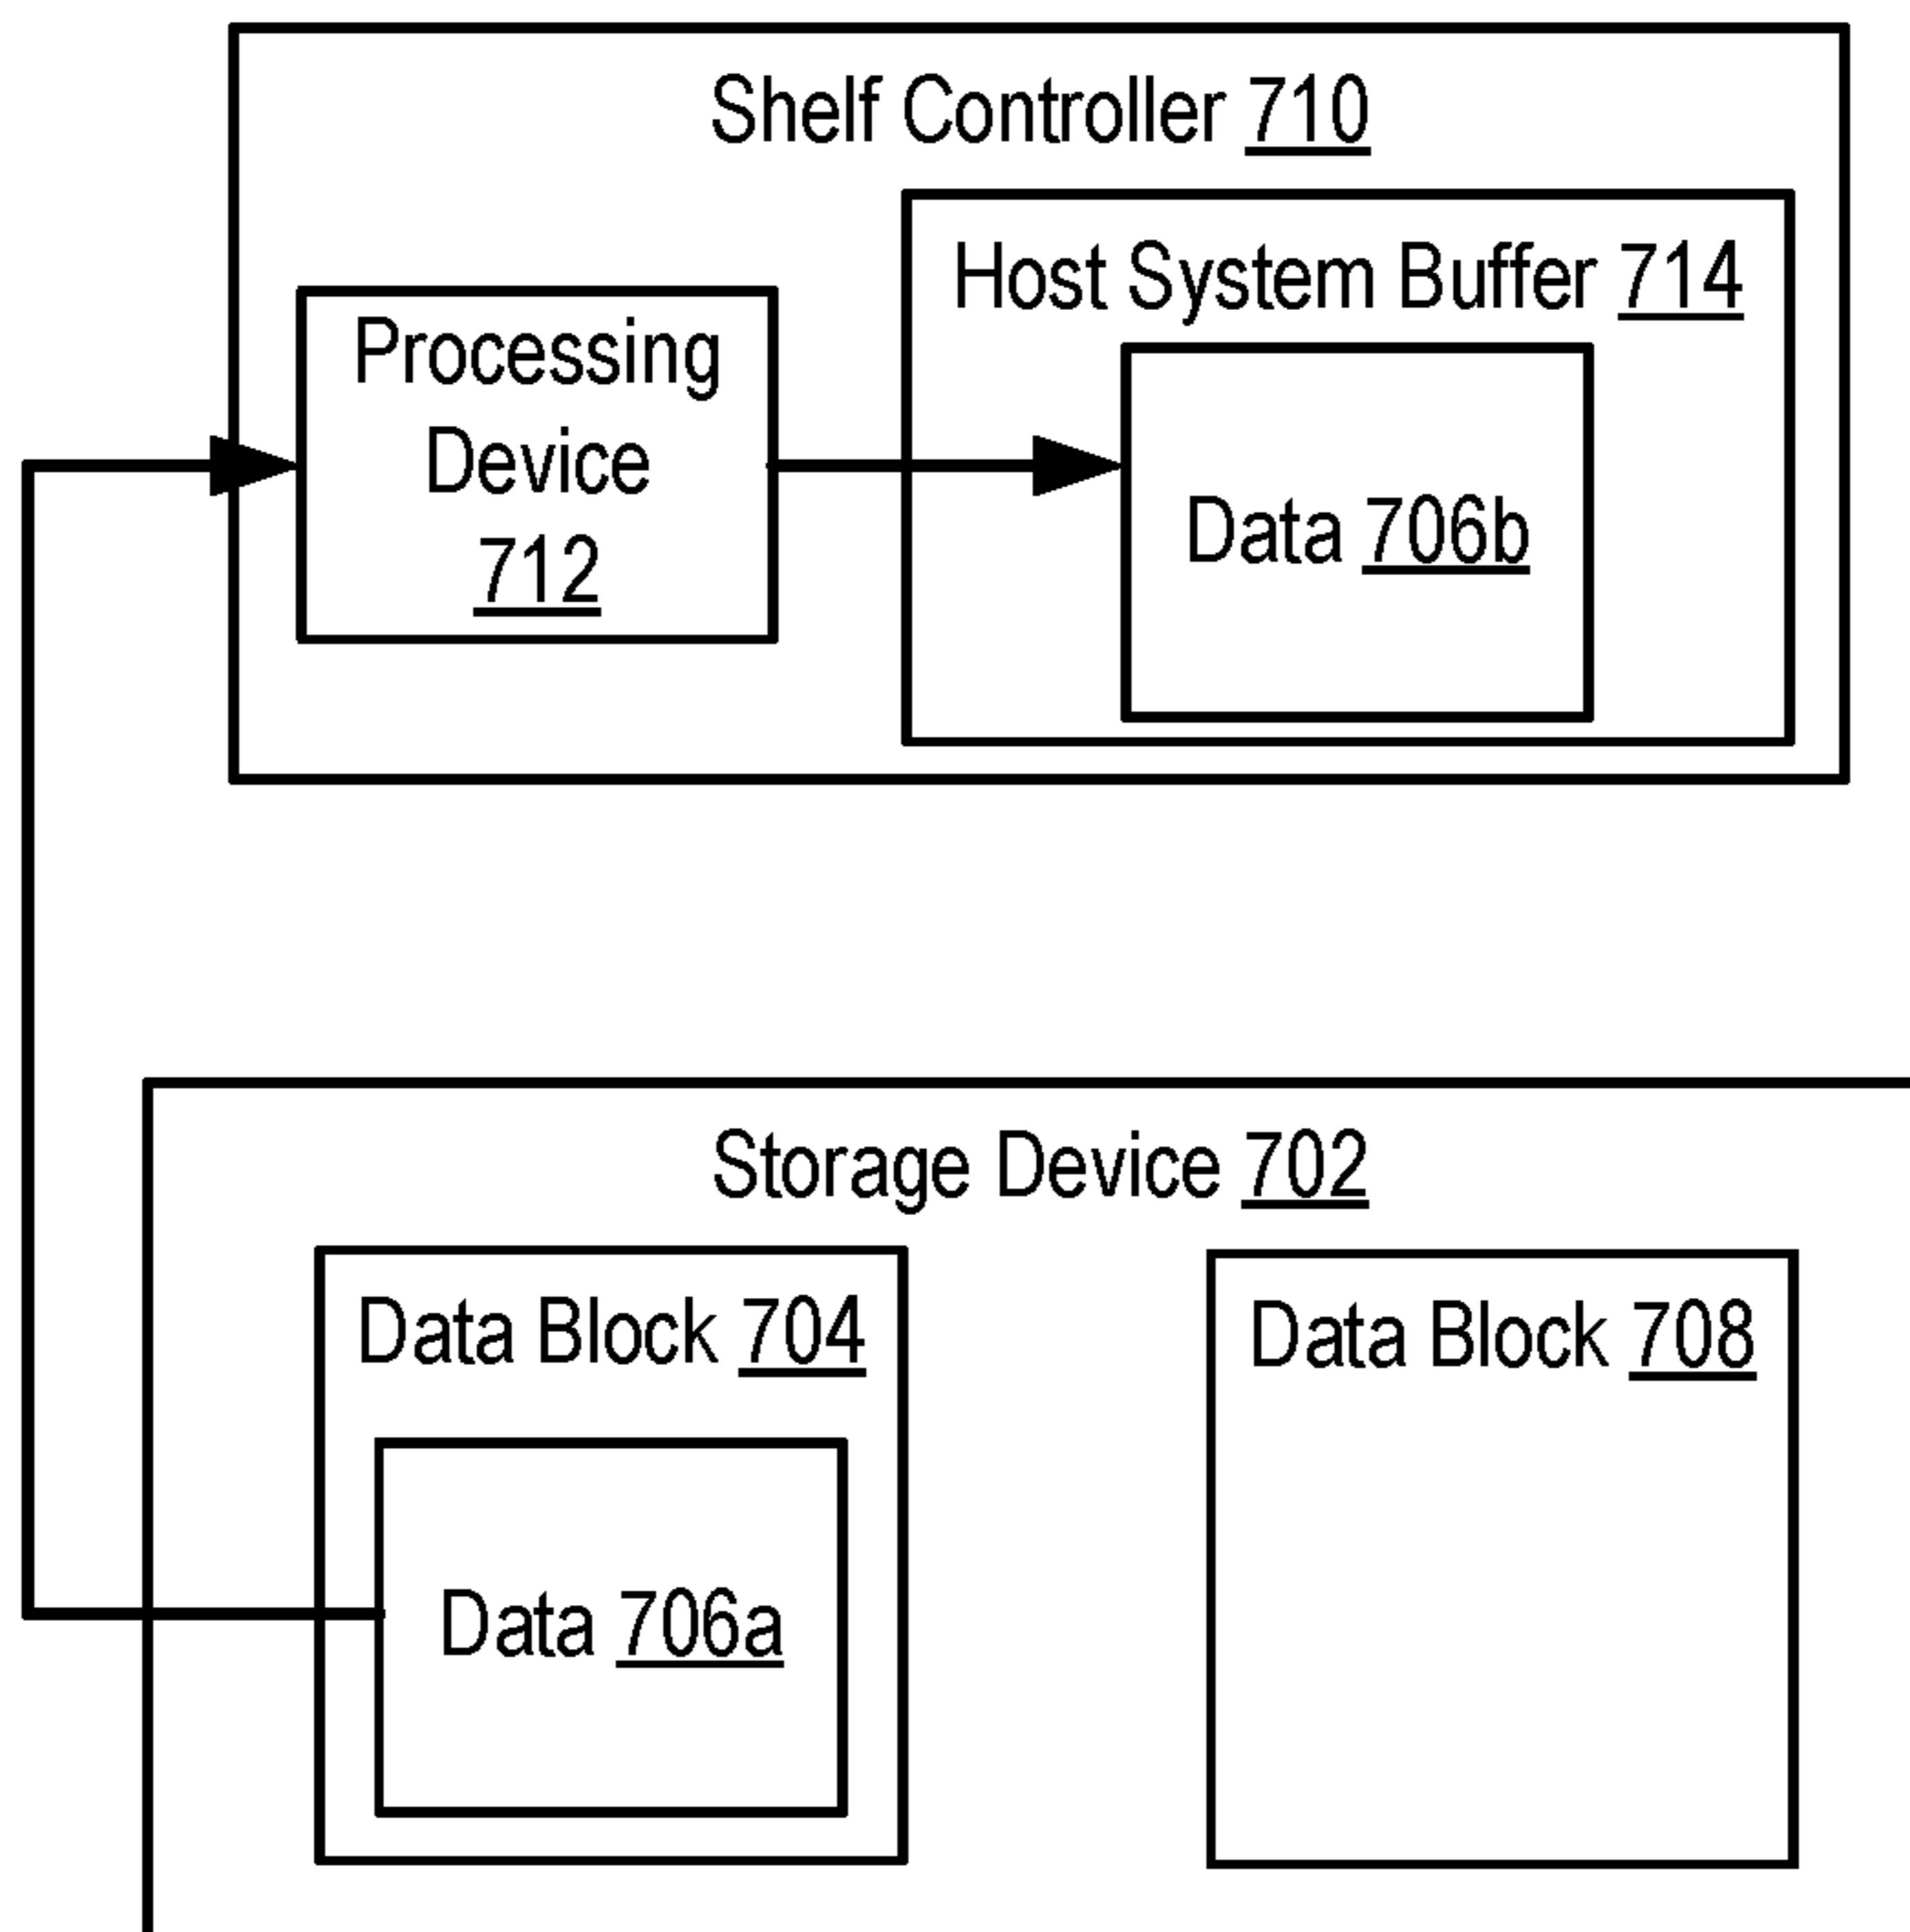 Shelf Controller 710
Host System Buffer 714
Processing
Device
712
Data 706b
Storage Device 702
Data Block 704
Data Block 708
Data 706a